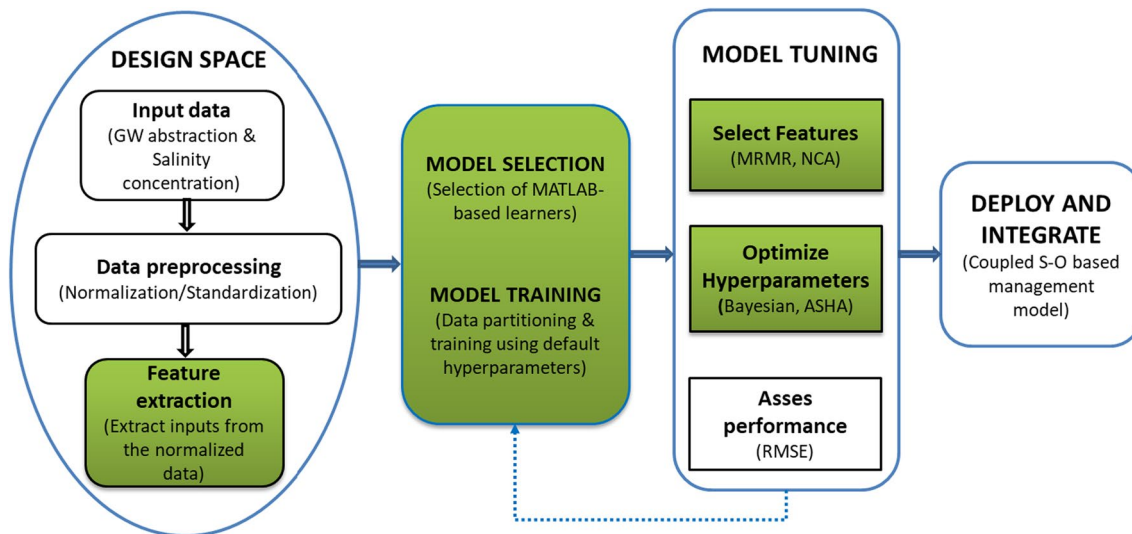 DESIGN SPACE
Input data
(GW abstraction &
Salinity
concentration)
Data preprocessing
(Normalization/Standardization)
Feature
extraction
(Extract inputs from
the normalized
data)
MODEL SELECTION
(Selection of MATLAB-
based learners)
MODEL TRAINING
(Data partitioning &
training using default
hyperparameters)
MODEL TUNING
Select Features
(MRMR, NCA)
Optimize
Hyperparameters
(Bayesian, ASHA)
Asses
performance
(RMSE)
DEPLOY AND
INTEGRATE
(Coupled S-O based
management
model)